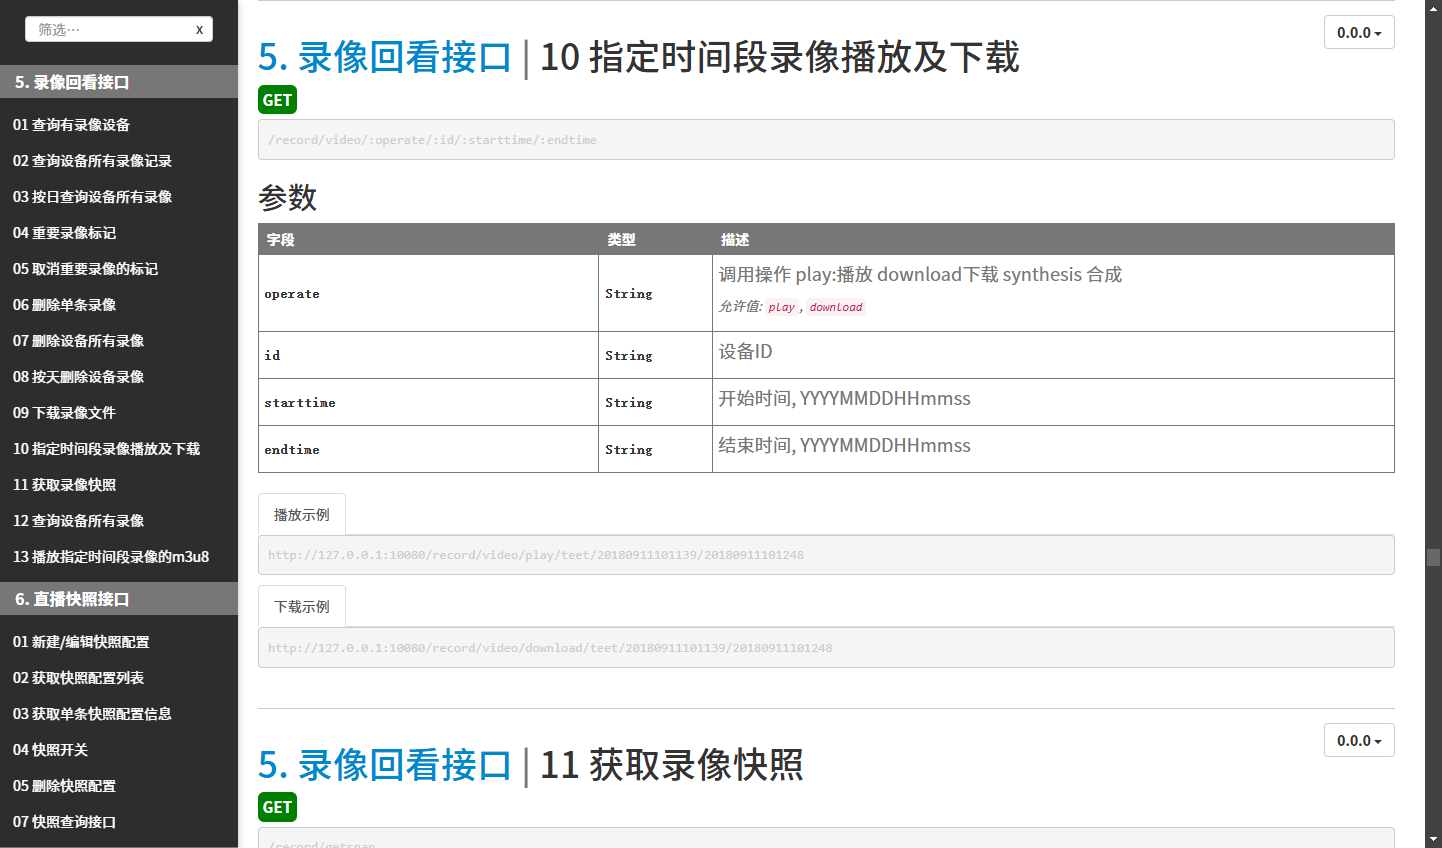 筛选…
x
5. 录像回看接口
01 查询有录像设备
02 查询设备所有录像记录
03 按日查询设备所有录像
04 重要录像标记
05 取消重要录像的标记
06 删除单条录像
07 删除设备所有录像
08 按天删除设备录像
09 下载录像文件
10 指定时间段录像播放及下载
11 获取录像快照
12 查询设备所有录像
13 播放指定时间段录像的m3u8
6. 直播快照接口
01 新建/编辑快照配置
02 获取快照配置列表
03 获取单条快照配置信息
04 快照开关
05 删除快照配置
07 快照查询接口
5. 录像回看接口 | 10 指定时间段录像播放及下载
0.0.0
GET
/record/video/:operate/:id/:starttime/:endtime
参数
字段 类型 描述
operate String 调用操作 play:播放 download下载 synthesis 合成
允许值: play , download
id String 设备ID
starttime String 开始时间, YYYYMMDDHHmmss
endtime String 结束时间, YYYYMMDDHHmmss
播放示例
http://127.0.0.1:10080/record/video/play/teet/20180911101139/20180911101248
下载示例
http://127.0.0.1:10080/record/video/download/teet/20180911101139/20180911101248
5. 录像回看接口 | 11 获取录像快照
0.0.0
GET
/record/getsnap